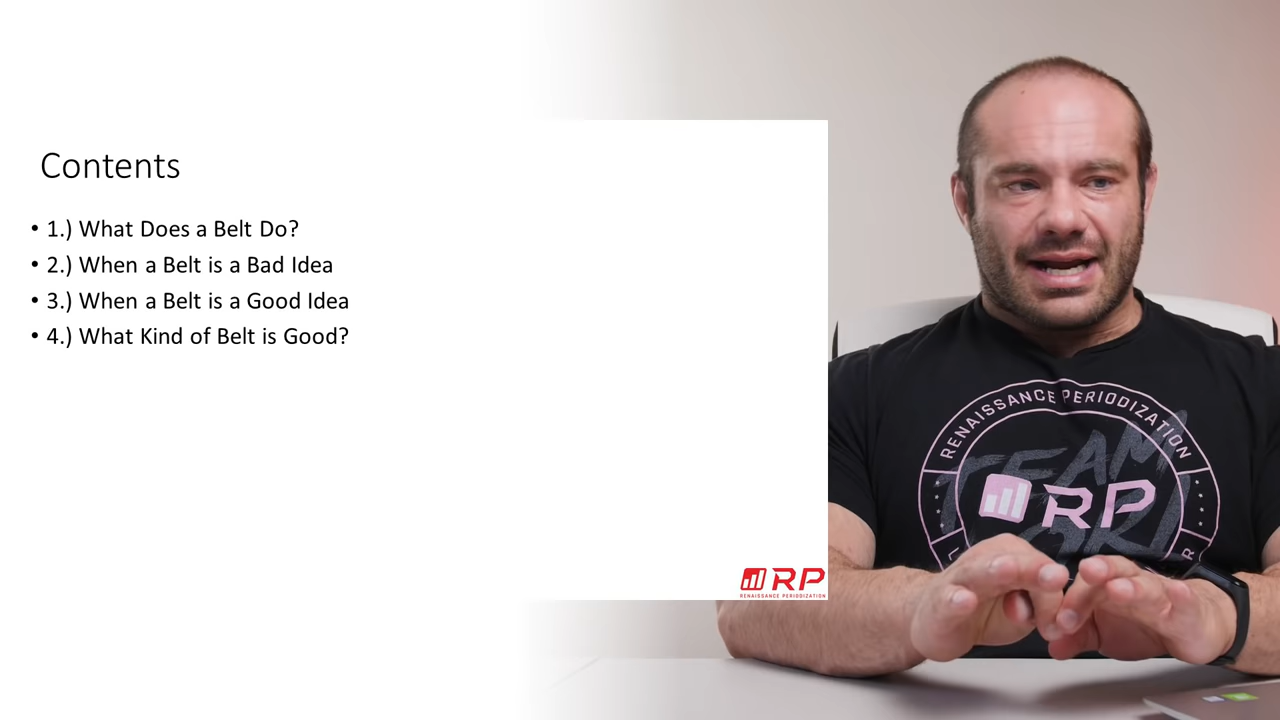 Contents
• 1.) What Does a Belt Do?
• 2.) When a Belt is a Bad Idea
• 3.) When a Belt is a Good Idea
• 4.) What Kind of Belt is Good?
RP
RENAISSANCE PERIODIZATION
RENAISSANCE PERIODIZATION
TEAM
RP